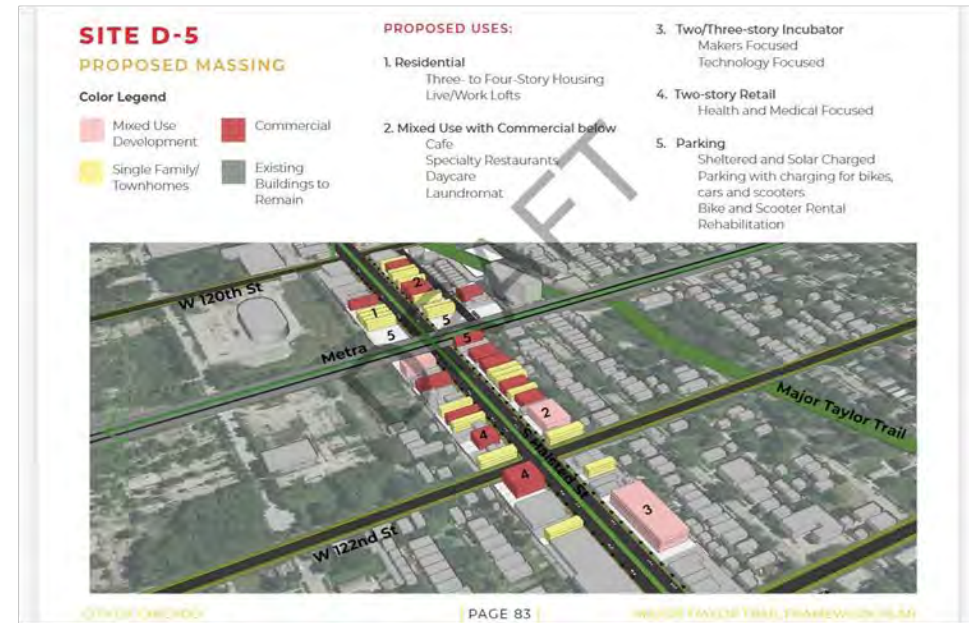 SITE D-5
PROPOSED MASSING
Color Legend
Mixed Use
Development
Commercial
Single Family/
Townhomes
Existing
Buildings to
Remain
PROPOSED USES:
1. Residential
Three- to Four-Story Housing
Live/Work Lofts
2. Mixed Use with Commercial below
Cafe
Specialty Restaurants
Daycare
Laundromat
3. Two/Three-story Incubator
Makers Focused
Technology Focused
4. Two-story Retail
Health and Medical Focused
5. Parking
Sheltered and Solar Charged
Parking with charging for bikes,
cars and scooters
Bike and Scooter Rental
Rehabilitation
DRAFT
W 120th St
2
1
5
5
Metra
5
Major Taylor Trail
2
4
S Halsted St
4
3
W 122nd St
CITY OF CHICAGO
| PAGE 83 |
MAJOR TAYLOR TRAIL FRAMEWORK PLAN